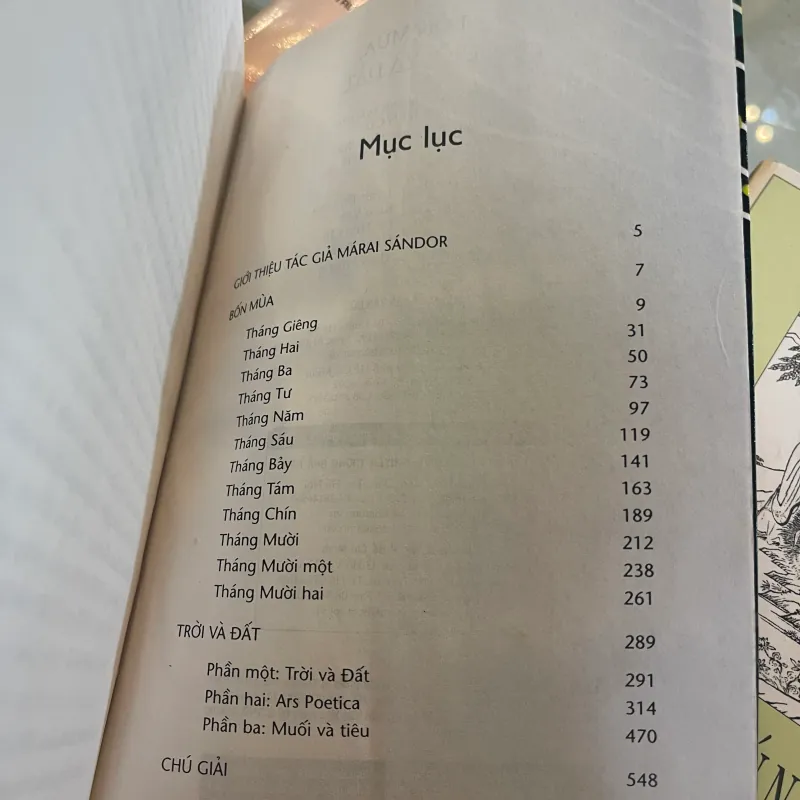 Mục lục
GIỚI THIỆU TÁC GIẢ MÁRAI SÁNDOR 5
BỐN MÙA 7
Tháng Giêng 9
Tháng Hai 31
Tháng Ba 50
Tháng Tư 73
Tháng Năm 97
Tháng Sáu 119
Tháng Bảy 141
Tháng Tám 163
Tháng Chín 189
Tháng Mười 212
Tháng Mười một 238
Tháng Mười hai 261
TRỜI VÀ ĐẤT 289
Phần một: Trời và Đất 291
Phần hai: Ars Poetica 314
Phần ba: Muối và tiêu 470
CHÚ GIẢI 548